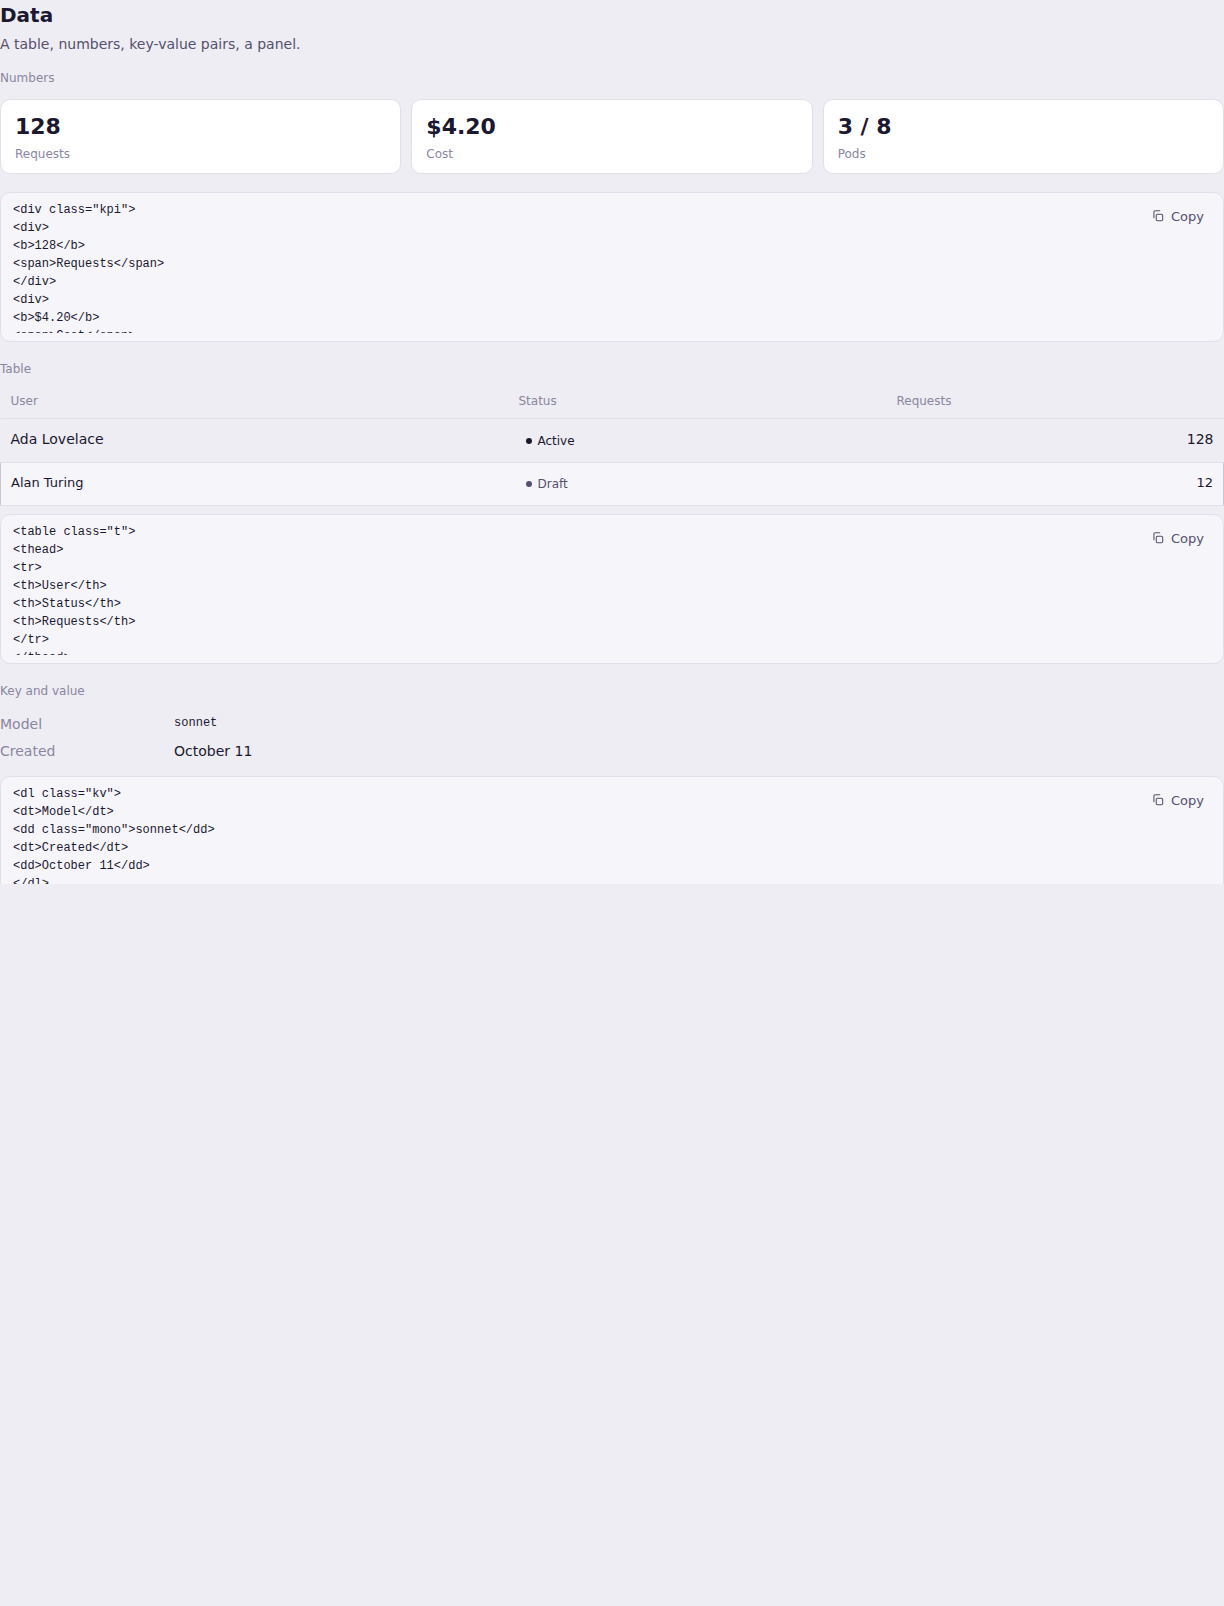 Data
A table, numbers, key-value pairs, a panel.
Numbers
128
Requests
$4.20
Cost
3 / 8
Pods
<div class="kpi">
<div>
<b>128</b>
<span>Requests</span>
</div>
<div>
<b>$4.20</b>
Copy
Table
User Status Requests
Ada Lovelace Active 128
Alan Turing Draft 12
<table class="t">
<thead>
<tr>
<th>User</th>
<th>Status</th>
<th>Requests</th>
</tr>
Copy
Key and value
Model sonnet
Created October 11
<dl class="kv">
<dt>Model</dt>
<dd class="mono">sonnet</dd>
<dt>Created</dt>
<dd>October 11</dd>
</dl>
Copy